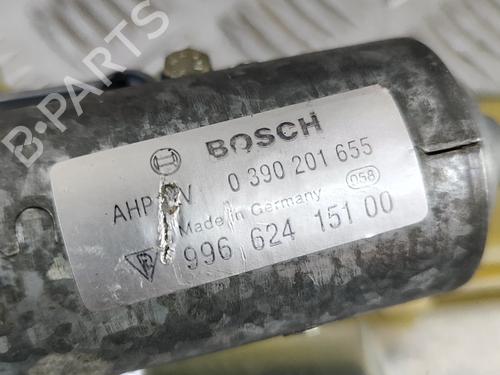 BOSCH
0 390 201 655
AHP V
058
Made in Germany
996 624 151 00
B-PARTS